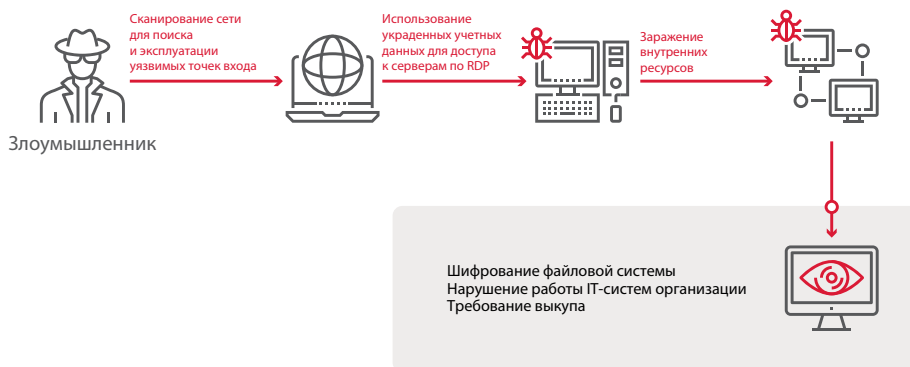 Сканирование сети
для поиска
и эксплуатации
уязвимых точек входа
Использование
украденных учетных
данных для доступа
к серверам по RDP
Заражение
внутренних
ресурсов
Злоумышленник
Шифрование файловой системы
Нарушение работы IT-систем организации
Требование выкупа